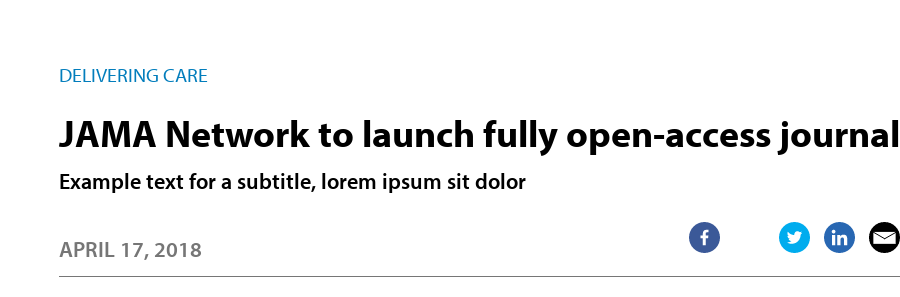 DELIVERING CARE
JAMA Network to launch fully open-access journal
Example text for a subtitle, lorem ipsum sit dolor
APRIL 17, 2018